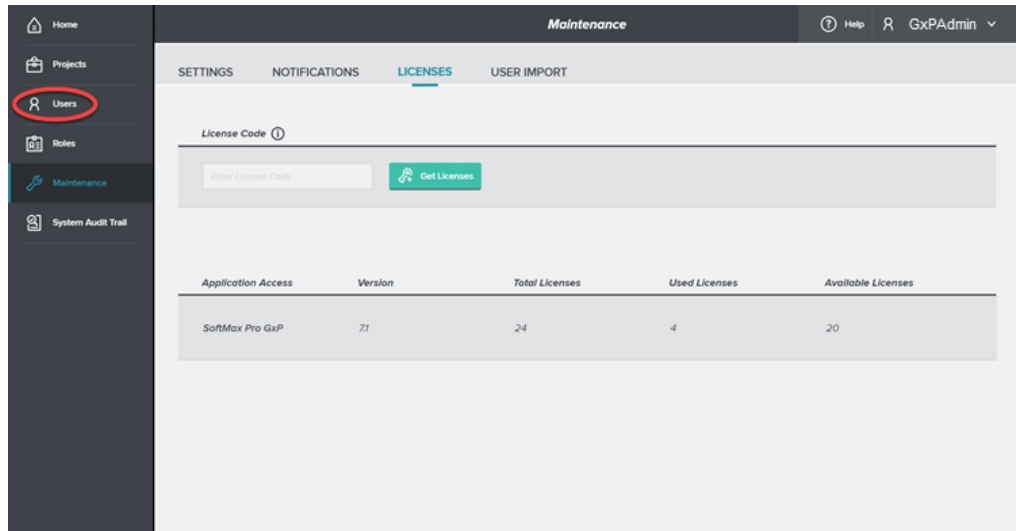 Home
Maintenance
Help
GxPAdmin
Projects
SETTINGS NOTIFICATIONS LICENSES USER IMPORT
Users
Roles
Maintenance
System Audit Trail
License Code
Enter License Code
Get Licenses
Application Access Version Total Licenses Used Licenses Available Licenses
SoftMax Pro GxP 7.1 24 4 20